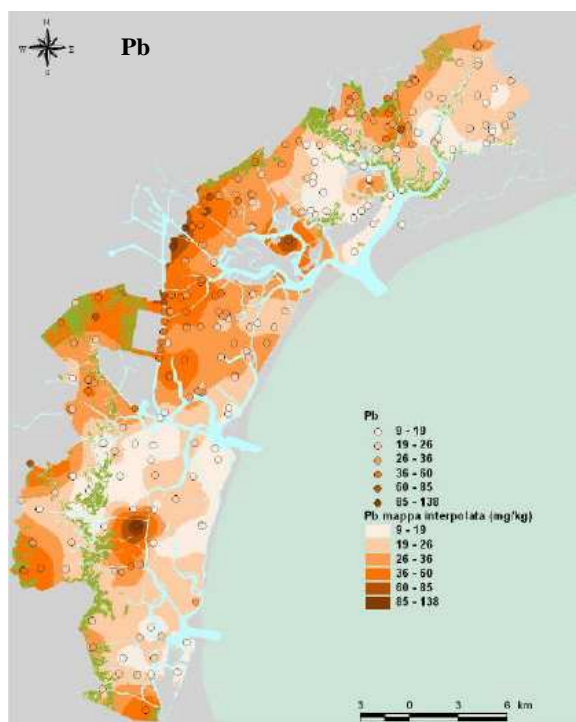 N
W E
S
Pb
Pb
9 - 19
19 - 26
26 - 36
36 - 60
60 - 85
85 - 138
Pb mappa interpolata (mg/kg)
9 - 19
19 - 26
26 - 36
36 - 60
60 - 85
85 - 138
3 0 3 6 km